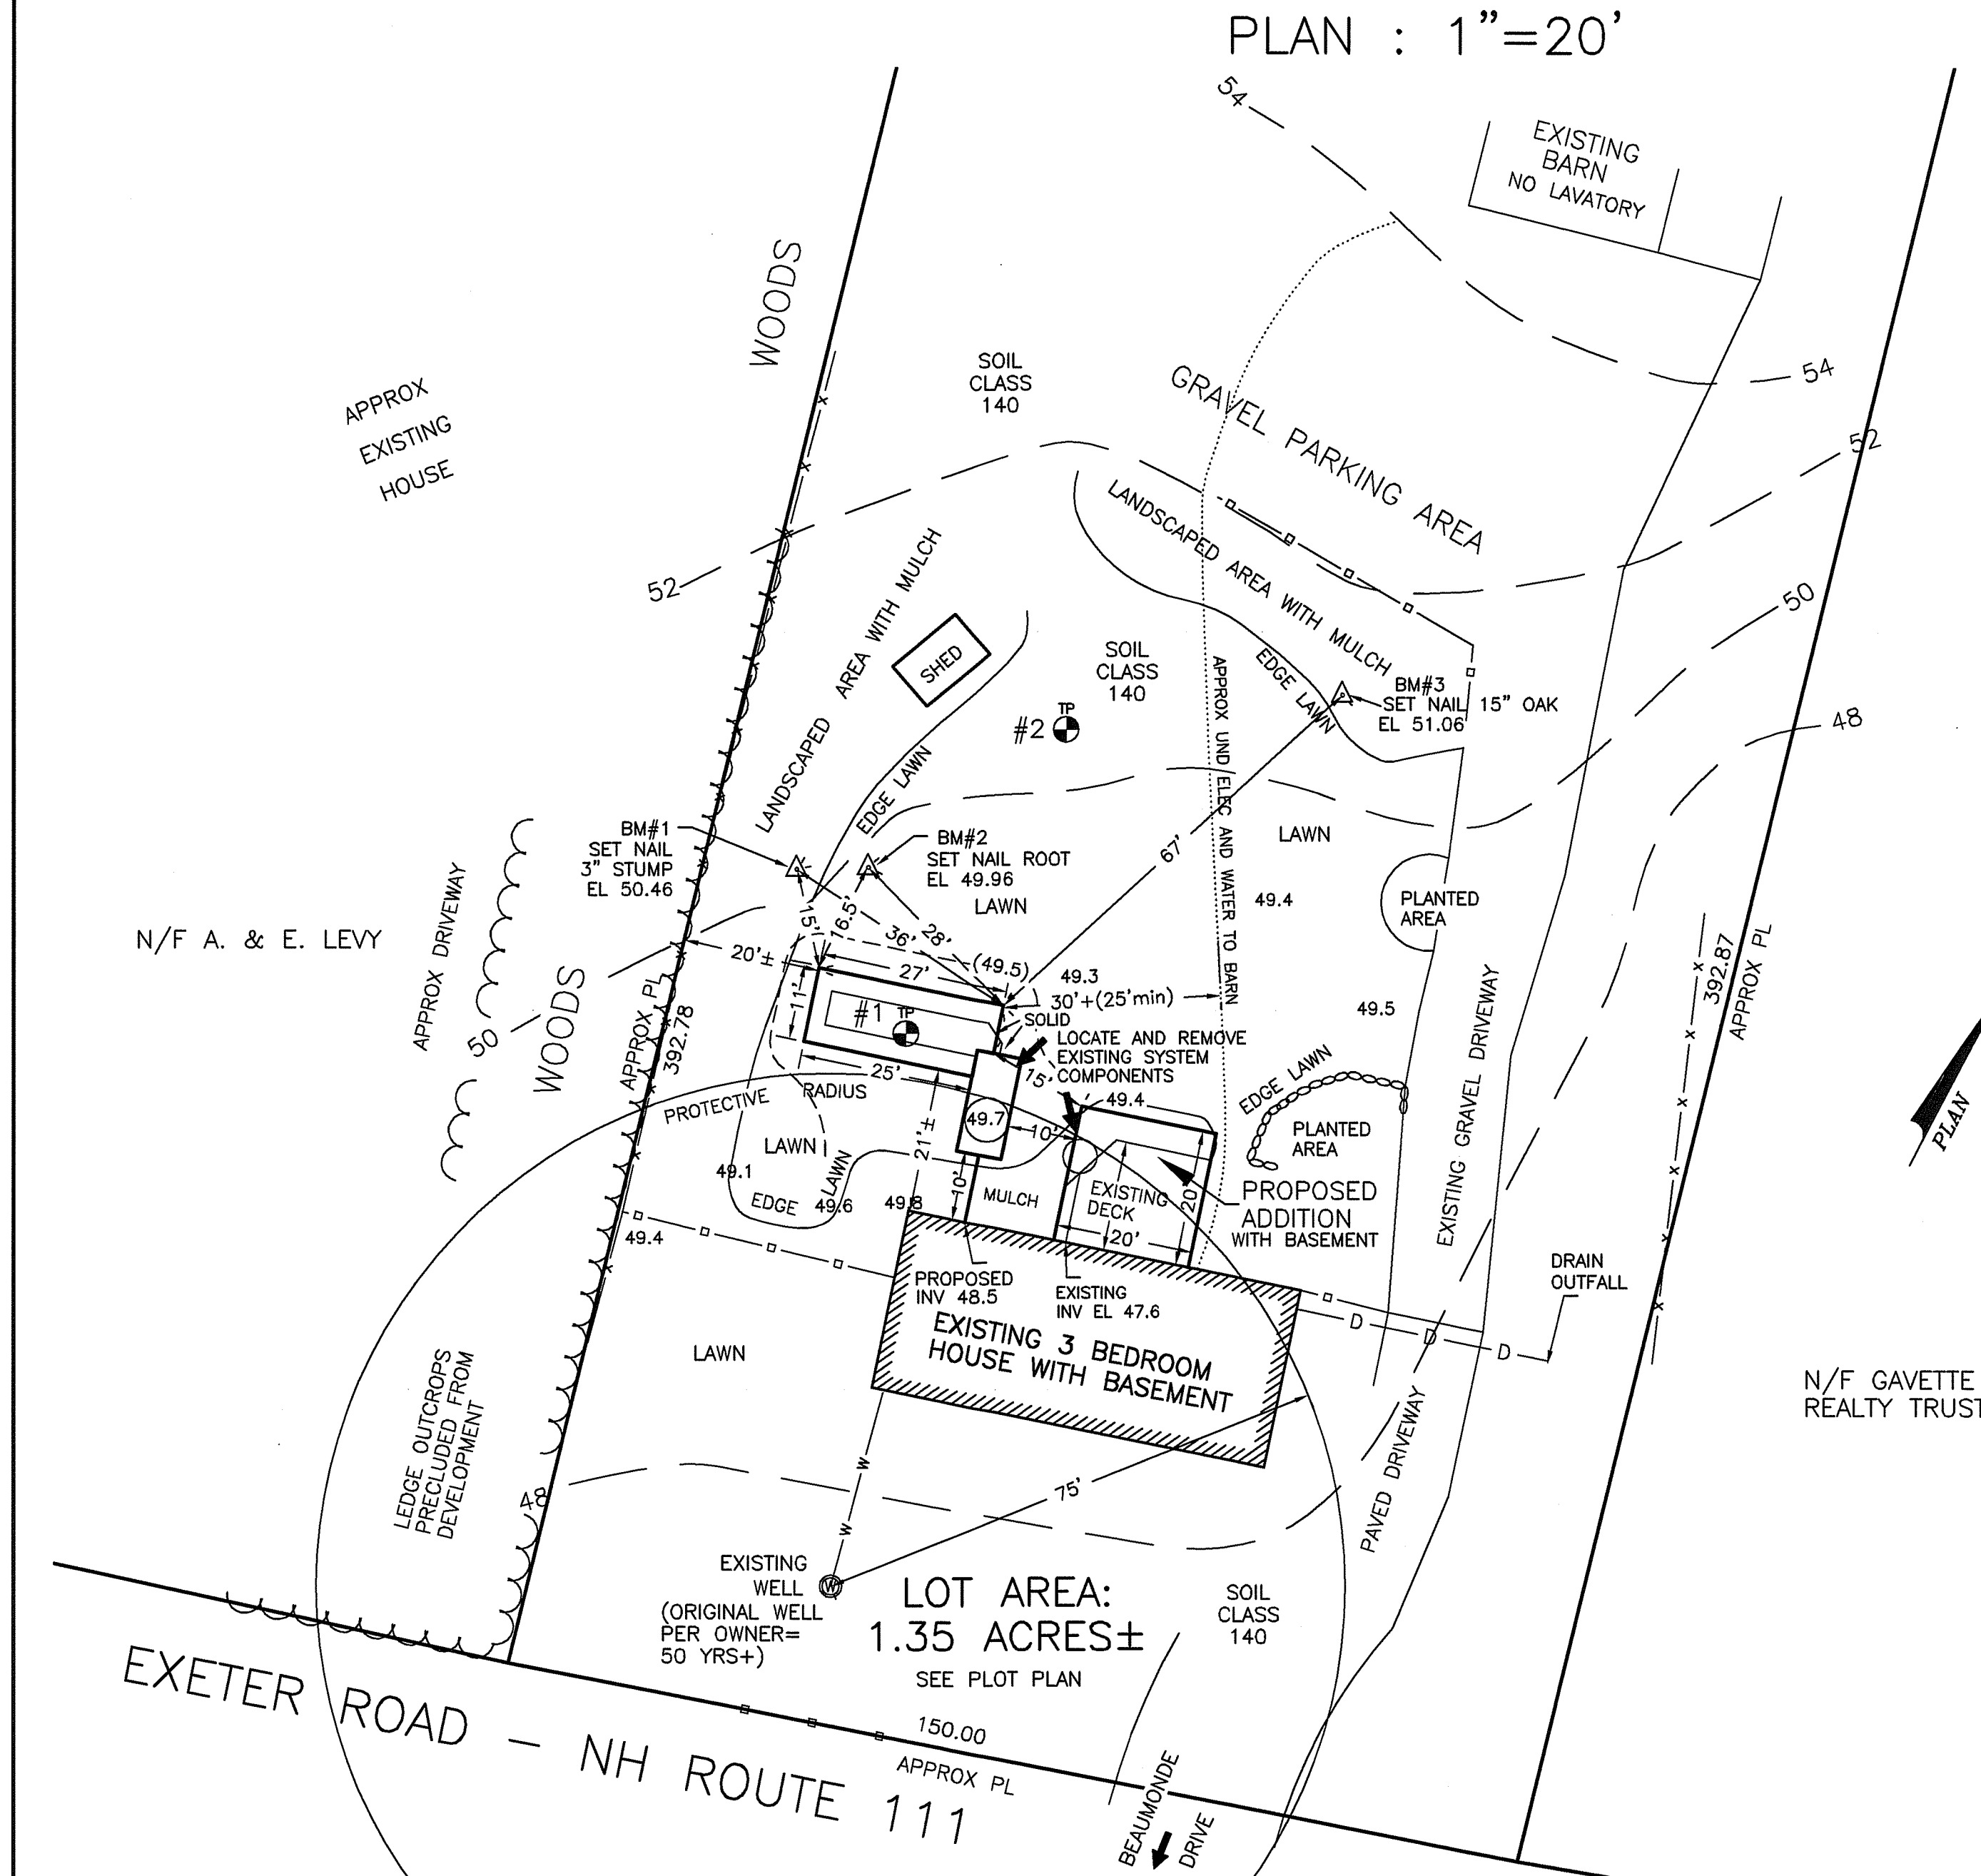 PLAN : 1"=20'
54
EXISTING
BARN
NO LAVATORY
WOODS
SOIL
CLASS
140
54
GRAVEL PARKING AREA
52
APPROX
EXISTING
HOUSE
LANDSCAPED AREA WITH MULCH
52
LANDSCAPED AREA WITH MULCH
50
SHED
SOIL
CLASS
140
EDGE LAWN
BM#3
SET NAIL 15" OAK
EL 51.06
48
TP
#2
APPROX UND ELEC AND WATER TO BARN
EDGE LAWN
BM#1
SET NAIL
3" STUMP
EL 50.46
BM#2
SET NAIL ROOT
EL 49.96
LAWN
67'
LAWN
49.4
PLANTED
AREA
N/F A. & E. LEVY
APPROX DRIVEWAY
15'
16.5'
36'
28'
20'±
27'
(49.5)
49.3
30'+(25'min)
49.5
392.87
APPROX PL
50
WOODS
APPROX PL
392.78
11'
#1
TP
SOLID
LOCATE AND REMOVE
EXISTING SYSTEM
COMPONENTS
25'
15'
49.4
EDGE LAWN
EXISTING GRAVEL DRIVEWAY
PLAN
PROTECTIVE RADIUS
49.7
10'
PLANTED
AREA
LAWN
21'±
49.1
EDGE LAWN
49.6
49.8
10'
MULCH
EXISTING
DECK
20'
20'
PROPOSED
ADDITION
WITH BASEMENT
49.4
PROPOSED
INV 48.5
EXISTING
INV EL 47.6
DRAIN
OUTFALL
D D D
EXISTING 3 BEDROOM
HOUSE WITH BASEMENT
LAWN
N/F GAVETTE
REALTY TRUST
LEDGE OUTCROPS
PRECLUDED FROM
DEVELOPMENT
48
W
75'
W
PAVED DRIVEWAY
EXISTING
WELL
W
(ORIGINAL WELL
PER OWNER=
50 YRS+)
LOT AREA:
1.35 ACRES±
SEE PLOT PLAN
SOIL
CLASS
140
150.00
APPROX PL
EXETER ROAD - NH ROUTE 111
BEAUMONDE
DRIVE